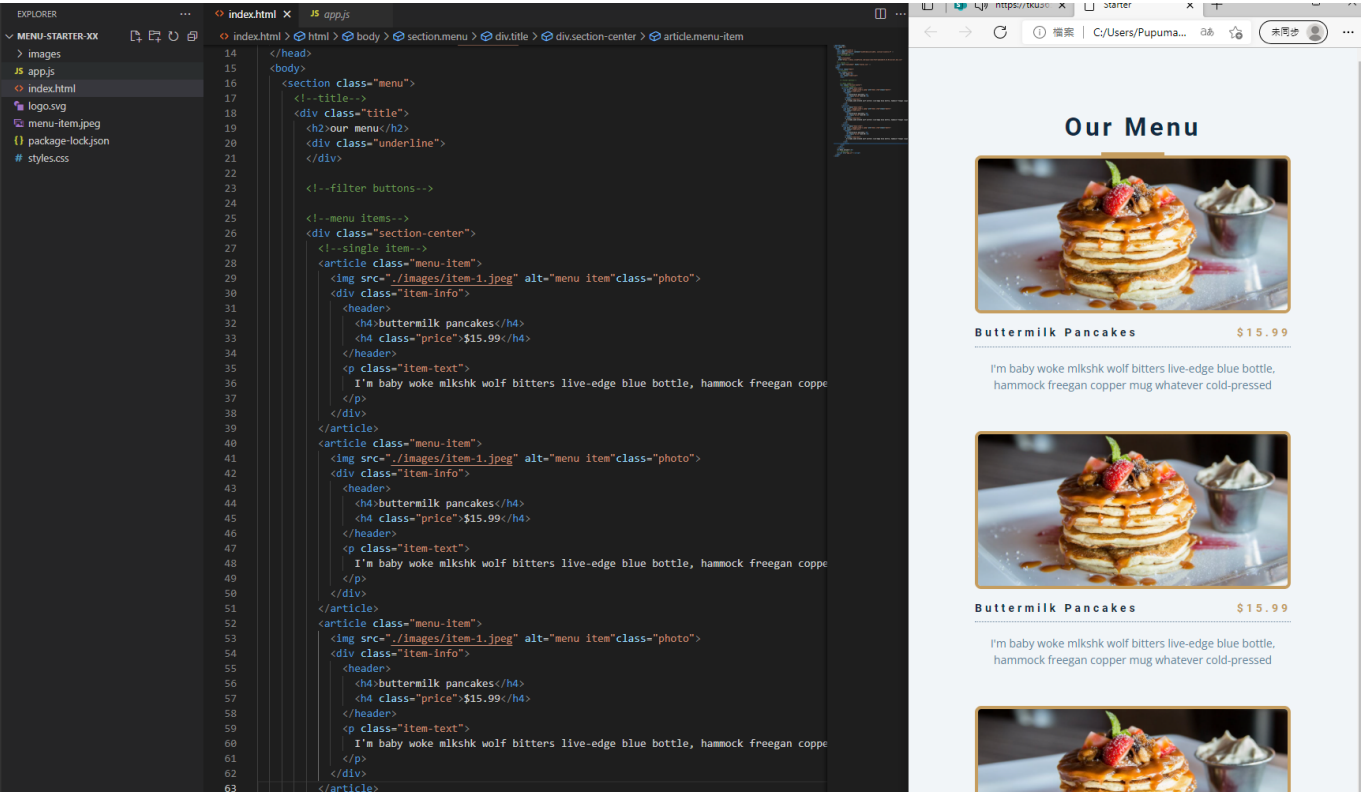 EXPLORER
MENU-STARTER-XX
images
JS app.js
index.html
logo.svg
menu-item.jpeg
{} package-lock.json
# styles.css
<> index.html × JS app.js
<> index.html > html > body > section.menu > div.title > div.section-center > article.menu-item
14 </head>
15 <body>
16 <section class="menu">
17 <!--title-->
18 <div class="title">
19 <h2>our menu</h2>
20 <div class="underline">
21 </div>
22
23 <!--filter buttons-->
24
25 <!--menu items-->
26 <div class="section-center">
27 <!--single item-->
28 <article class="menu-item">
29 <img src="./images/item-1.jpeg" alt="menu item"class="photo">
30 <div class="item-info">
31 <header>
32 <h4>buttermilk pancakes</h4>
33 <h4 class="price">$15.99</h4>
34 </header>
35 <p class="item-text">
36 I'm baby woke mlkshk wolf bitters live-edge blue bottle, hammock freegan coppe
37 </p>
38 </div>
39 </article>
40 <article class="menu-item">
41 <img src="./images/item-1.jpeg" alt="menu item"class="photo">
42 <div class="item-info">
43 <header>
44 <h4>buttermilk pancakes</h4>
45 <h4 class="price">$15.99</h4>
46 </header>
47 <p class="item-text">
48 I'm baby woke mlkshk wolf bitters live-edge blue bottle, hammock freegan coppe
49 </p>
50 </div>
51 </article>
52 <article class="menu-item">
53 <img src="./images/item-1.jpeg" alt="menu item"class="photo">
54 <div class="item-info">
55 <header>
56 <h4>buttermilk pancakes</h4>
57 <h4 class="price">$15.99</h4>
58 </header>
59 <p class="item-text">
60 I'm baby woke mlkshk wolf bitters live-edge blue bottle, hammock freegan coppe
61 </p>
62 </div>
63 </article>
https://tku36 × Starter ×
檔案 | C:/Users/Pupuma... aあ 未同步
Our Menu
Buttermilk Pancakes $15.99
I'm baby woke mlkshk wolf bitters live-edge blue bottle,
hammock freegan copper mug whatever cold-pressed
Buttermilk Pancakes $15.99
I'm baby woke mlkshk wolf bitters live-edge blue bottle,
hammock freegan copper mug whatever cold-pressed